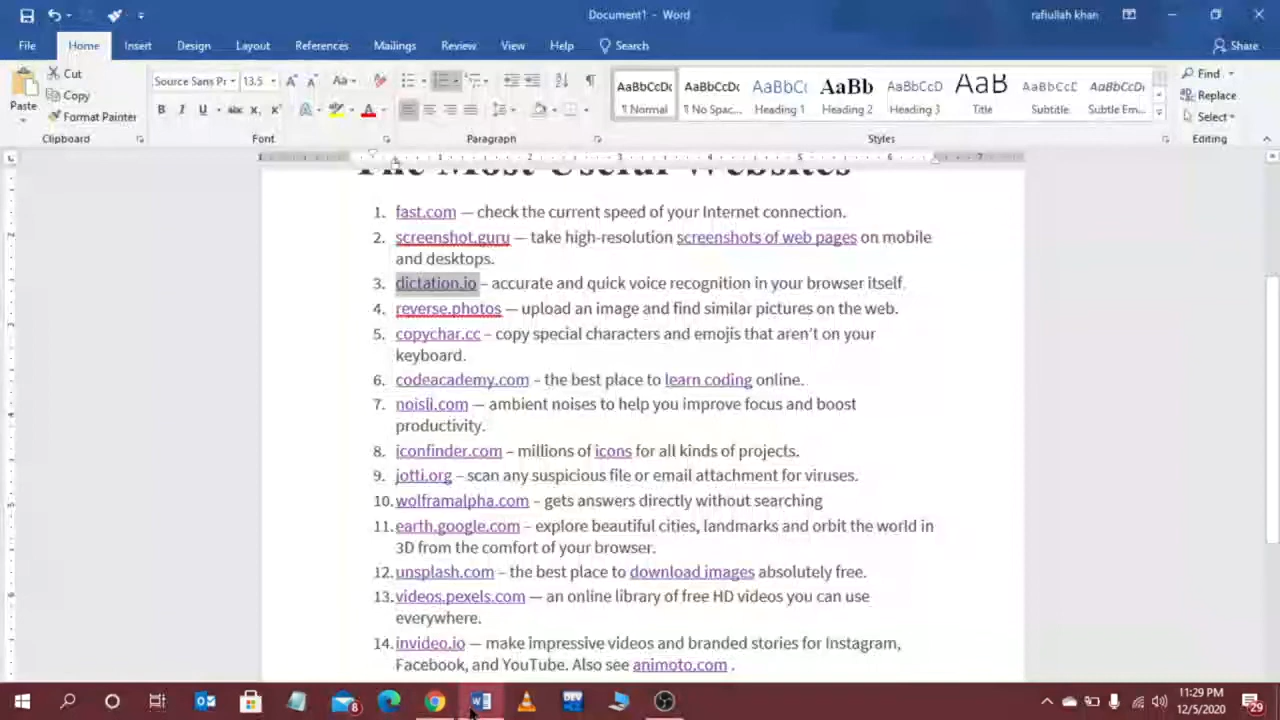 Document1 - Word
rafiullah khan
File Home Insert Design Layout References Mailings Review View Help Search Share
Paste Cut Copy Format Painter
Source Sans Pr 13.5
AaBbCcDc AaBbCcDc AaBbC( AaBb AaBbCcD AaB AaBbCcD AaBbCcDt
¶ Normal ¶ No Spac... Heading 1 Heading 2 Heading 3 Title Subtitle Subtle Em...
Find
Replace
Select
Clipboard Font Paragraph Styles Editing
The Most Useful Websites
1. fast.com — check the current speed of your Internet connection.
2. screenshot.guru — take high-resolution screenshots of web pages on mobile
and desktops.
3. dictation.io – accurate and quick voice recognition in your browser itself.
4. reverse.photos — upload an image and find similar pictures on the web.
5. copychar.cc – copy special characters and emojis that aren't on your
keyboard.
6. codeacademy.com – the best place to learn coding online.
7. noisli.com — ambient noises to help you improve focus and boost
productivity.
8. iconfinder.com – millions of icons for all kinds of projects.
9. jotti.org – scan any suspicious file or email attachment for viruses.
10. wolframalpha.com – gets answers directly without searching
11. earth.google.com – explore beautiful cities, landmarks and orbit the world in
3D from the comfort of your browser.
12. unsplash.com – the best place to download images absolutely free.
13. videos.pexels.com — an online library of free HD videos you can use
everywhere.
14. invideo.io — make impressive videos and branded stories for Instagram,
Facebook, and YouTube. Also see animoto.com .
11:29 PM
12/5/2020
8
DEV
29